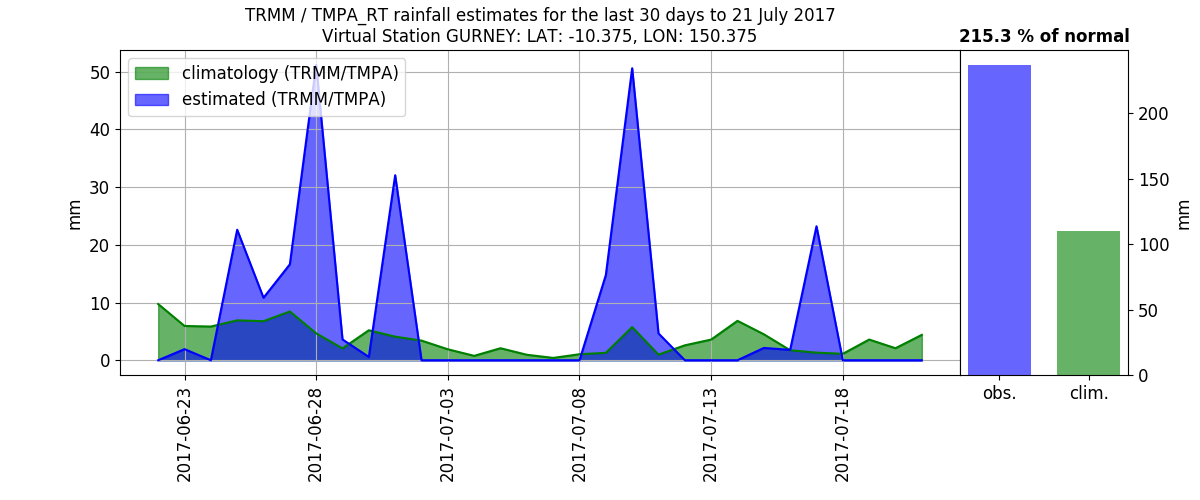 TRMM / TMPA_RT rainfall estimates for the last 30 days to 21 July 2017
Virtual Station GURNEY: LAT: -10.375, LON: 150.375
215.3 % of normal
climatology (TRMM/TMPA)
estimated (TRMM/TMPA)
50
40
30
20
10
0
mm
2017-06-23
2017-06-28
2017-07-03
2017-07-08
2017-07-13
2017-07-18
200
150
100
50
0
mm
obs.
clim.